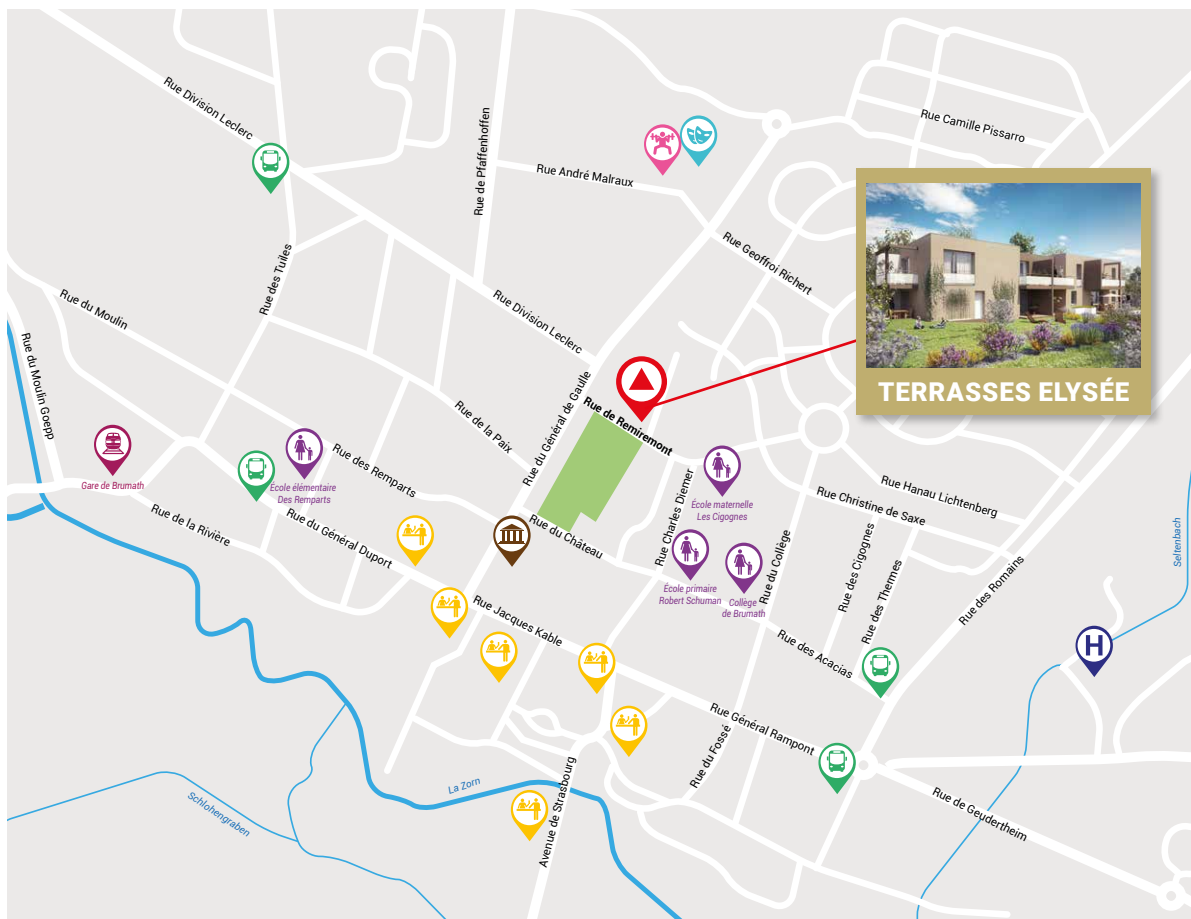 Rue Division Leclerc
Rue de Pfaffenhoffen
Rue Camille Pissarro
Rue André Malraux
Rue Geoffroi Richert
Rue des Tuiles
Rue du Moulin
Rue Division Leclerc
Rue du Moulin Goepp
TERRASSES ELYSÉE
Rue du Général de Gaulle
Rue de Remiremont
Rue de la Paix
Rue des Remparts
Gare de Brumath
École élémentaire
Des Remparts
Rue Charles Diemer
École maternelle
Les Cigognes
Rue Hanau Lichtenberg
Rue Christine de Saxe
Rue de la Rivière
Rue du Général Duport
Rue du Château
Rue du Collège
Rue des Cigognes
Rue des Thermes
Rue des Romains
Seltenbach
École primaire
Robert Schuman
Collège
de Brumath
Rue Jacques Kable
Rue des Acacias
H
Rue Général Rampont
Rue du Fossé
La Zorn
Schlohengraben
Avenue de Strasbourg
Rue de Geudertheim